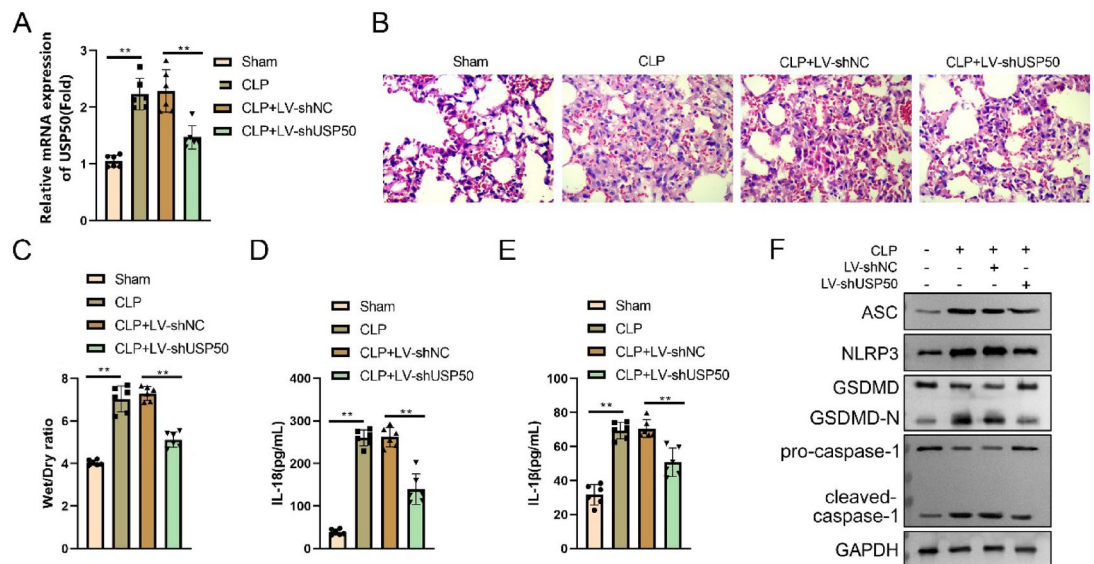 A
Relative mRNA expression
of USP50(Fold)
3
2
1
0
**
**
Sham
CLP
CLP+LV-shNC
CLP+LV-shUSP50
B
Sham
CLP
CLP+LV-shNC
CLP+LV-shUSP50
C
Sham
CLP
CLP+LV-shNC
CLP+LV-shUSP50
Wet/Dry ratio
8
6
4
2
0
**
**
D
Sham
CLP
CLP+LV-shNC
CLP+LV-shUSP50
IL-18(pg/mL)
400
300
200
100
0
**
**
E
Sham
CLP
CLP+LV-shNC
CLP+LV-shUSP50
IL-1β(pg/mL)
100
80
60
40
20
0
**
**
F
CLP - + + +
LV-shNC - - +
LV-shUSP50 - - - +
ASC
NLRP3
GSDMD
GSDMD-N
pro-caspase-1
cleaved-
caspase-1
GAPDH